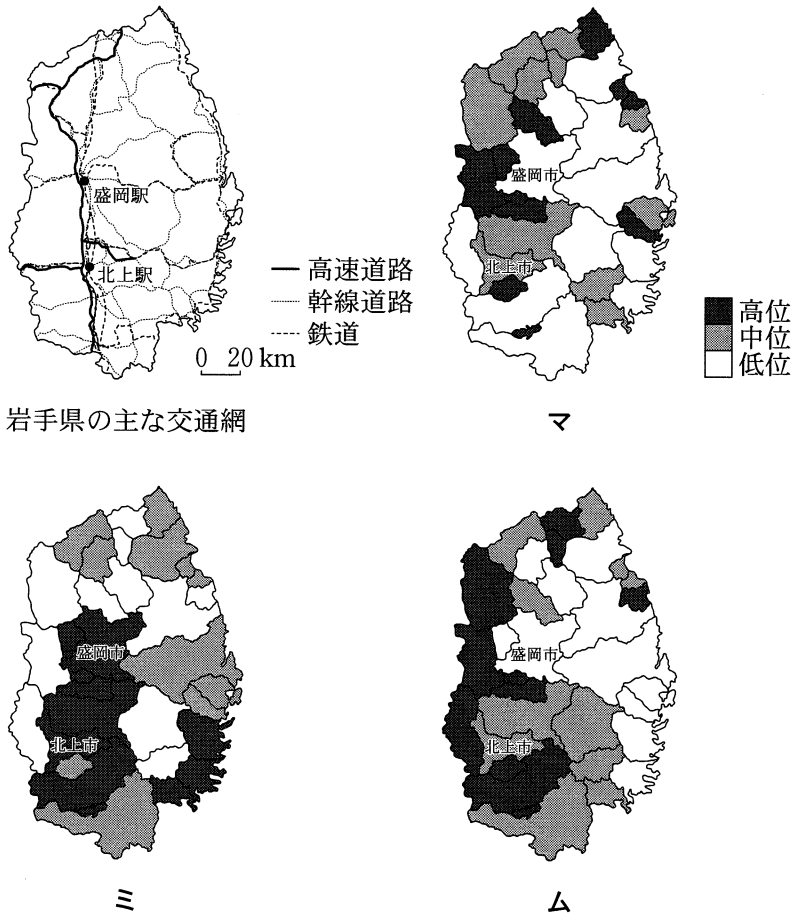 盛岡駅
北上駅
高速道路
幹線道路
鉄道
0 20 km
岩手県の主な交通網
盛岡市
北上市
高位
中位
低位
マ
盛岡市
北上市
ミ
盛岡市
北上市
ム